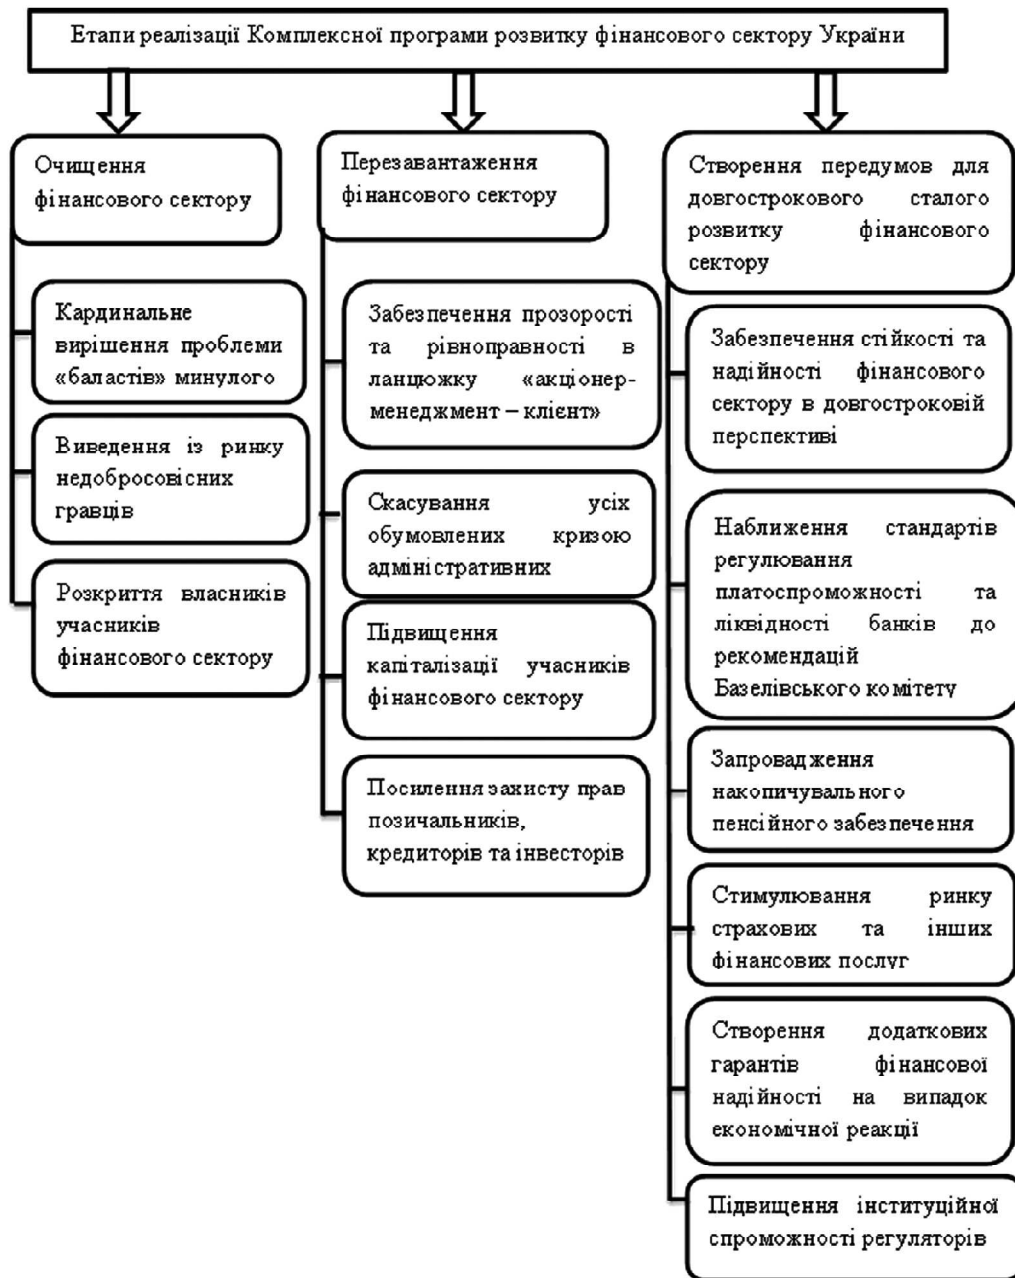 Етапи реалізації Комплексної програми розвитку фінансового сектору України
Очищення
фінансового сектору
Кардинальне
вирішення проблеми
«баластів» минулого
Виведення із ринку
недобросовісних
гравців
Розкриття власників
учасників
фінансового сектору
Перезавантаження
фінансового сектору
Забезпечення прозорості
та рівноправності в
ланцюжку «акціонер-
менеджмент – клієнт»
Скасування усіх
обумовлених кризою
адміністративних
Підвищення
капіталізації учасників
фінансового сектору
Посилення захисту прав
позичальників,
кредиторів та інвесторів
Створення передумов для
довгострокового сталого
розвитку фінансового
сектору
Забезпечення стійкості та
надійності фінансового
сектору в довгостроковій
перспективі
Наближення стандартів
регулювання
платоспроможності та
ліквідності банків до
рекомендацій
Базелівського комітету
Запровадження
накопичувального
пенсійного забезпечення
Стимулювання ринку
страхових та інших
фінансових послуг
Створення додаткових
гарантів фінансової
надійності на випадок
економічної реакції
Підвищення інституційної
спроможності регуляторів